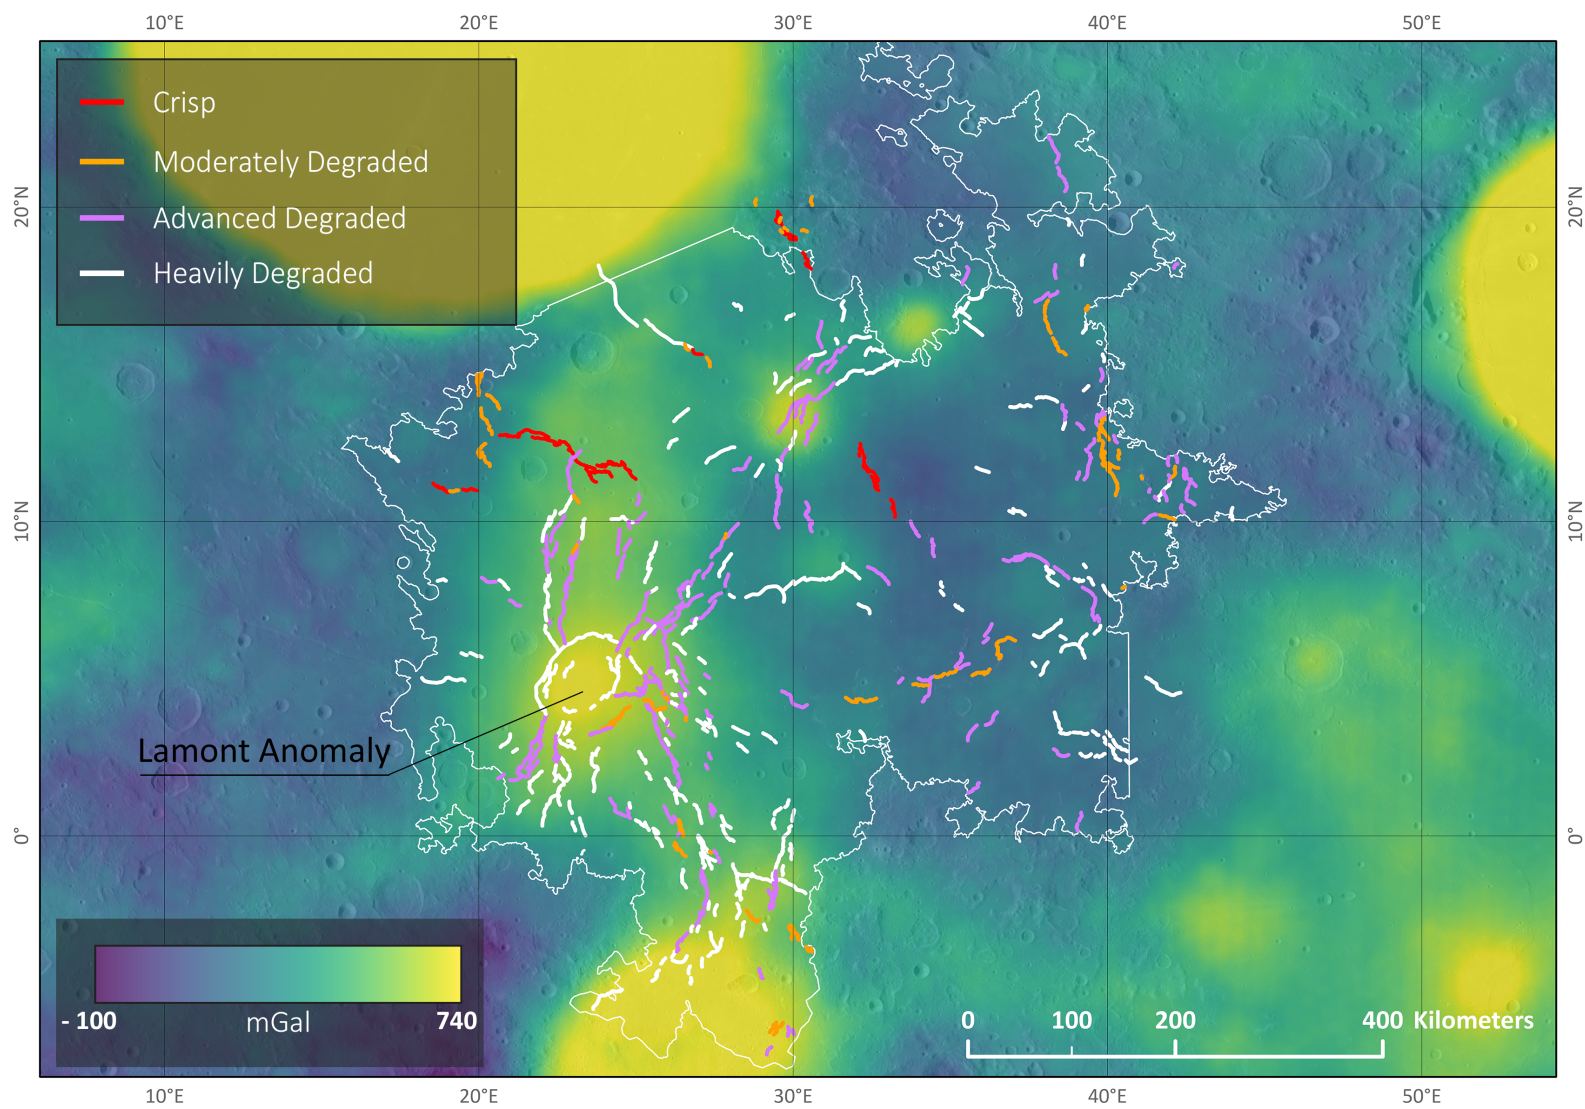 10°E 20°E 30°E 40°E 50°E
Crisp
Moderately Degraded
Advanced Degraded
Heavily Degraded
20°N 20°N
10°N 10°N
Lamont Anomaly
0° 0°
- 100 mGal 740
0 100 200 400 Kilometers
10°E 20°E 30°E 40°E 50°E